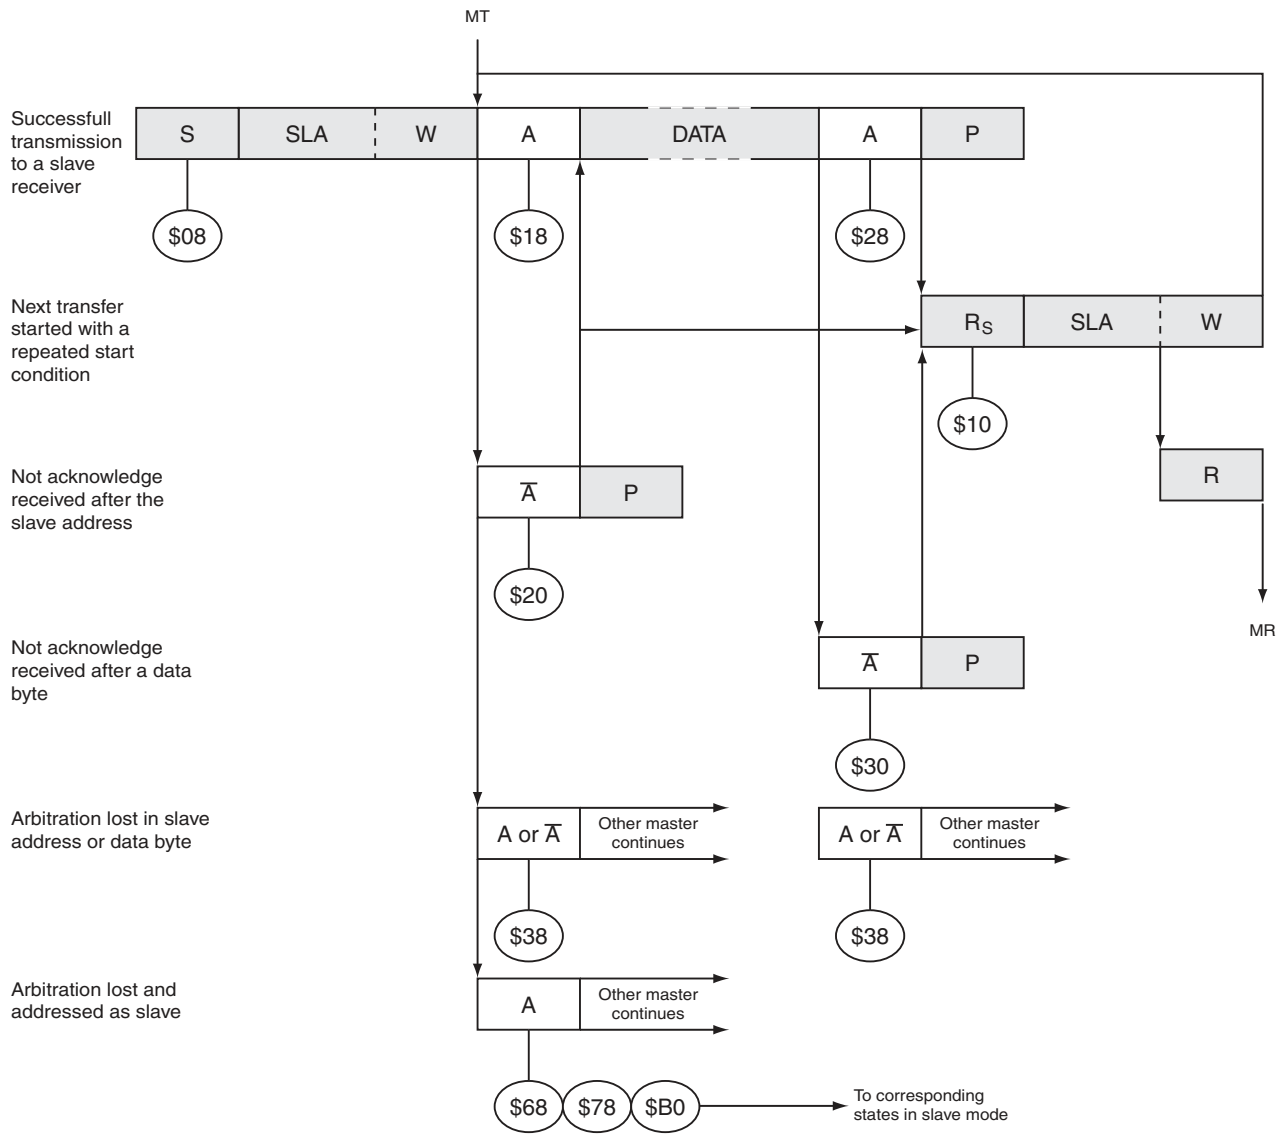 MT
Successfull
transmission
to a slave
receiver
S SLA W A DATA A P
$08 $18 $28
Next transfer
started with a
repeated start
condition
RS SLA W
$10
Not acknowledge
received after the
slave address
A̅ P
R
$20
MR
Not acknowledge
received after a data
byte
A̅ P
$30
Arbitration lost in slave
address or data byte
A or A̅
Other master
continues
A or A̅
Other master
continues
$38 $38
Arbitration lost and
addressed as slave
A
Other master
continues
$68 $78 $B0
To corresponding
states in slave mode